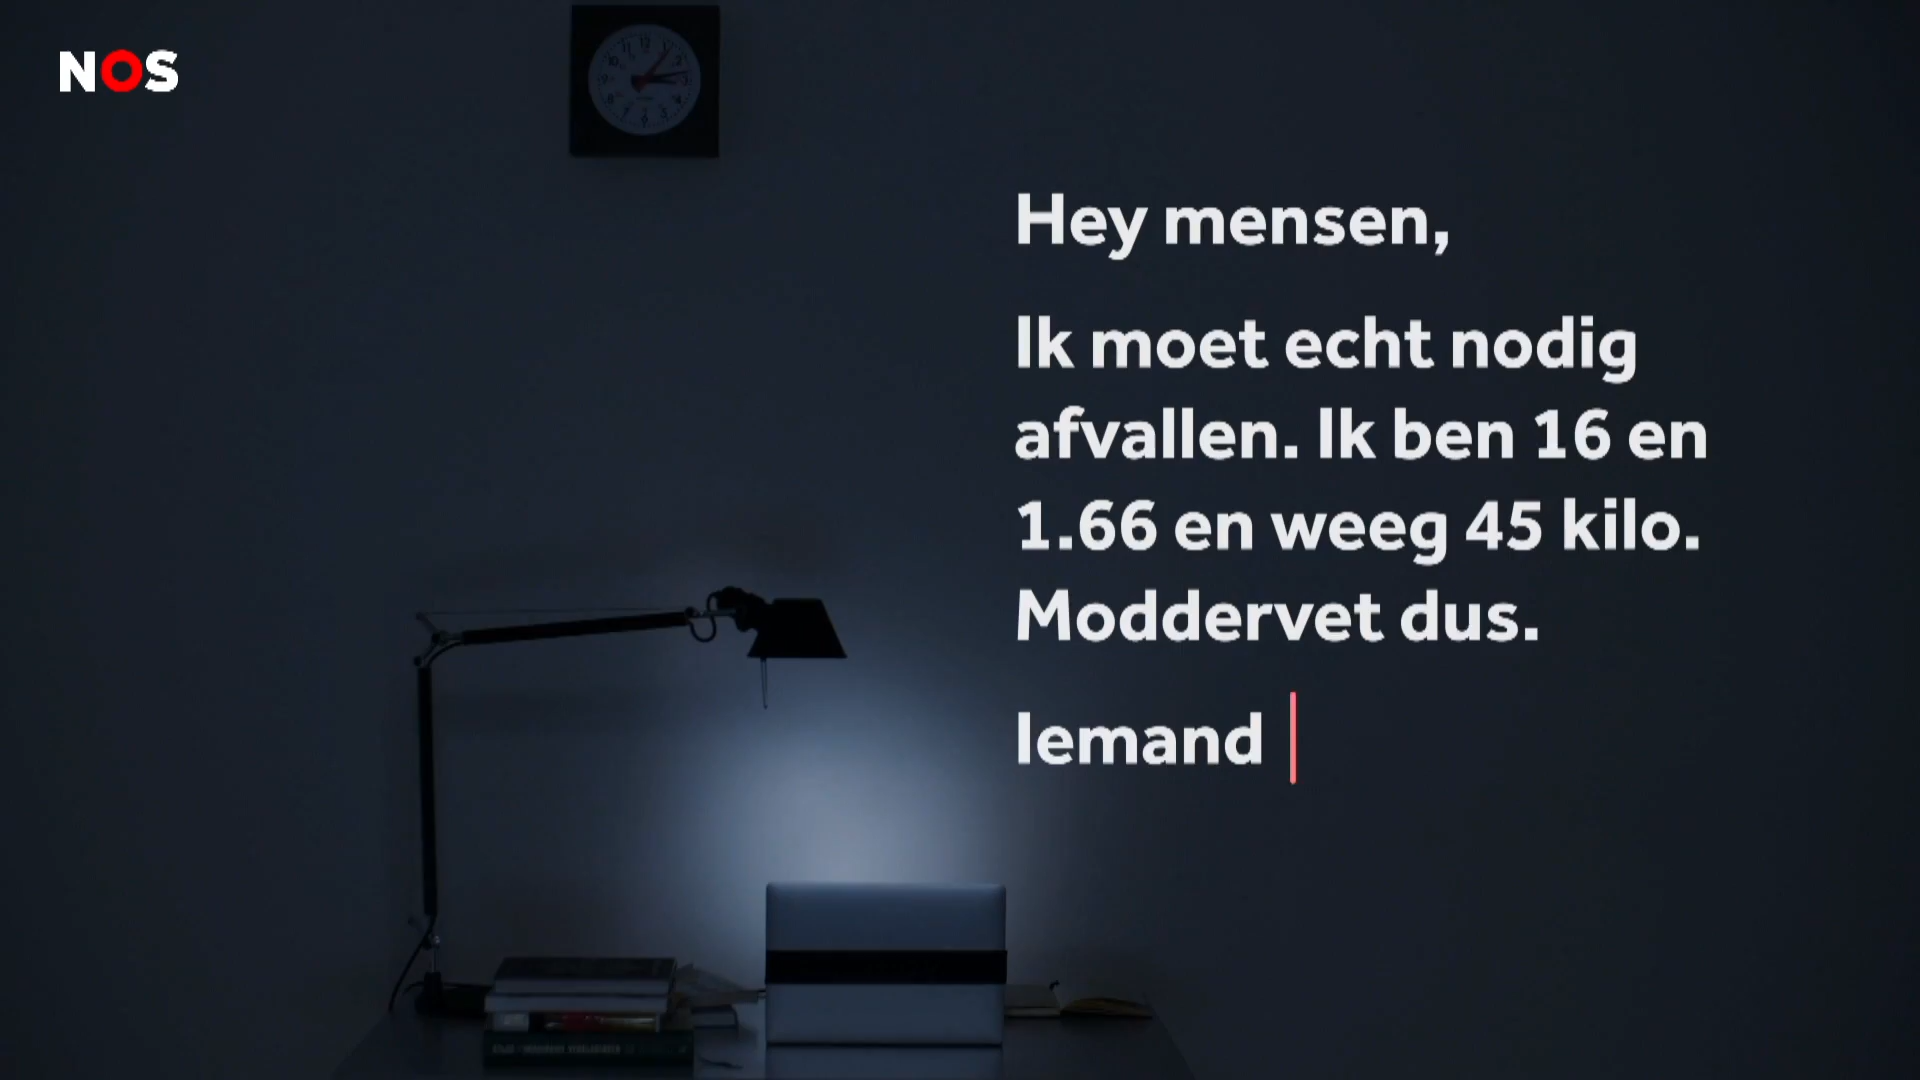 NOS
Hey mensen,
Ik moet echt nodig
afvallen. Ik ben 16 en
1.66 en weeg 45 kilo.
Moddervet dus.
Iemand